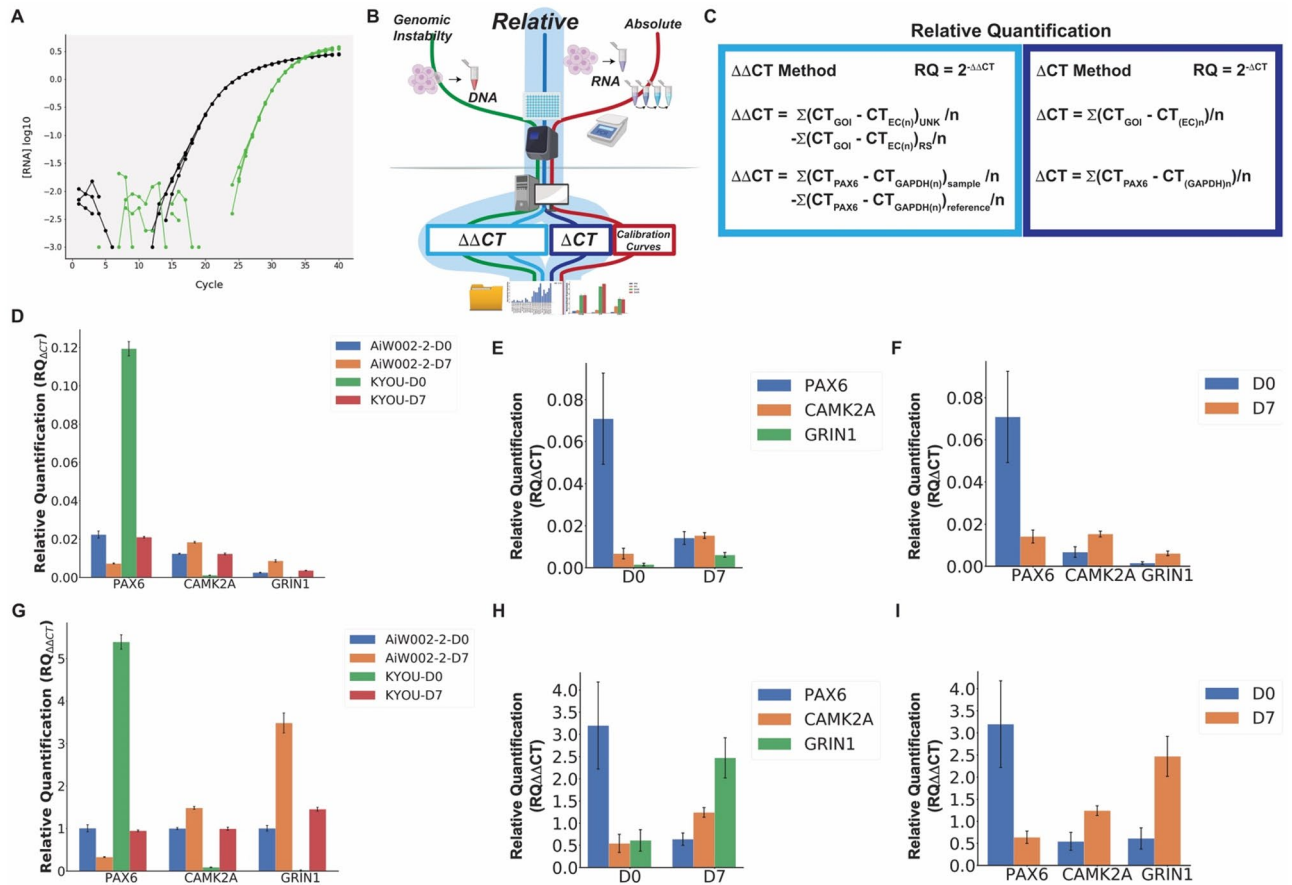 A
[RNA] log10
0.5
0.0
−0.5
−1.0
−1.5
−2.0
−2.5
−3.0
0 5 10 15 20 25 30 35 40
Cycle
B
Genomic
Instabilty
Relative
Absolute
DNA
RNA
ΔΔCT
ΔCT
Calibration
Curves
C
Relative Quantification
ΔΔCT Method RQ = 2-ΔΔCT
ΔΔCT = Σ(CTGOI - CTEC(n))UNK /n
-Σ(CTGOI - CTEC(n))RS/n
ΔΔCT = Σ(CTPAX6 - CTGAPDH(n))sample /n
-Σ(CTPAX6 - CTGAPDH(n))reference/n
ΔCT Method RQ = 2-ΔCT
ΔCT = Σ(CTGOI - CT(EC)n)/n
ΔCT = Σ(CTPAX6 - CT(GAPDH)n)/n
D
Relative Quantification (RQΔCT)
0.12
0.10
0.08
0.06
0.04
0.02
0.00
PAX6 CAMK2A GRIN1
AiW002-2-D0
AiW002-2-D7
KYOU-D0
KYOU-D7
E
Relative Quantification
(RQΔCT)
0.08
0.06
0.04
0.02
0.00
D0 D7
PAX6
CAMK2A
GRIN1
F
Relative Quantification
(RQΔCT)
0.08
0.06
0.04
0.02
0.00
PAX6 CAMK2A GRIN1
D0
D7
G
Relative Quantification (RQΔΔCT)
5
4
3
2
1
0
PAX6 CAMK2A GRIN1
AiW002-2-D0
AiW002-2-D7
KYOU-D0
KYOU-D7
H
Relative Quantification
(RQΔΔCT)
4.0
3.5
3.0
2.5
2.0
1.5
1.0
0.5
0.0
D0 D7
PAX6
CAMK2A
GRIN1
I
Relative Quantification
(RQΔΔCT)
4.0
3.5
3.0
2.5
2.0
1.5
1.0
0.5
0.0
PAX6 CAMK2A GRIN1
D0
D7